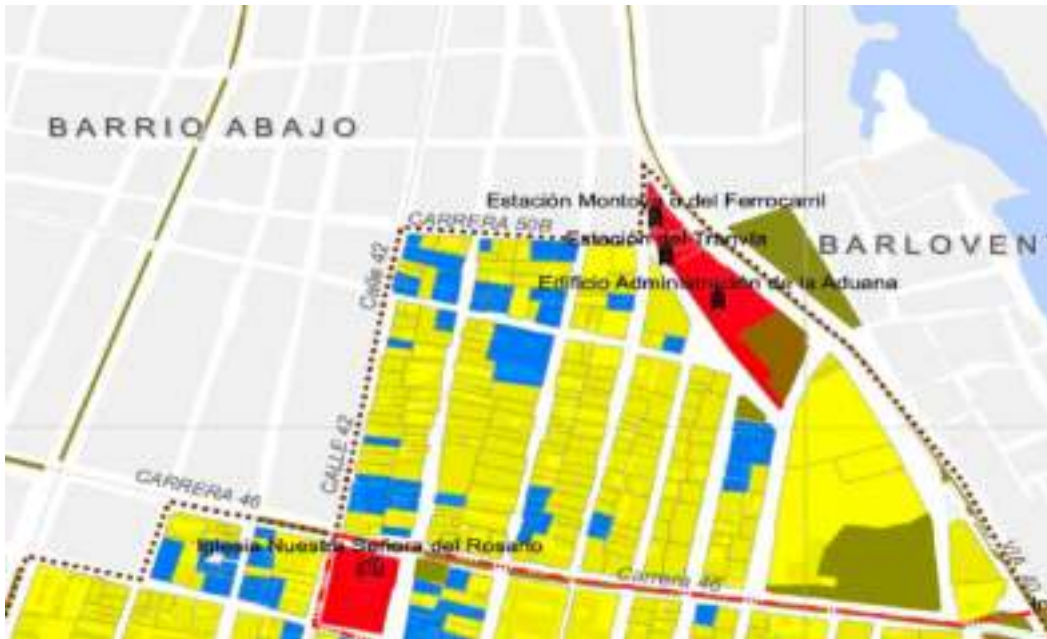 BARRIO ABAJO
Estación Montoya o del Ferrocarril
CARRERA 50B
Estación del Tranvía
BARLOVENT
Edificio Administración de la Aduana
Calle 42
CALLE 42
CARRERA 46
Iglesia Nuestra Señora del Rosario
Carrera 46